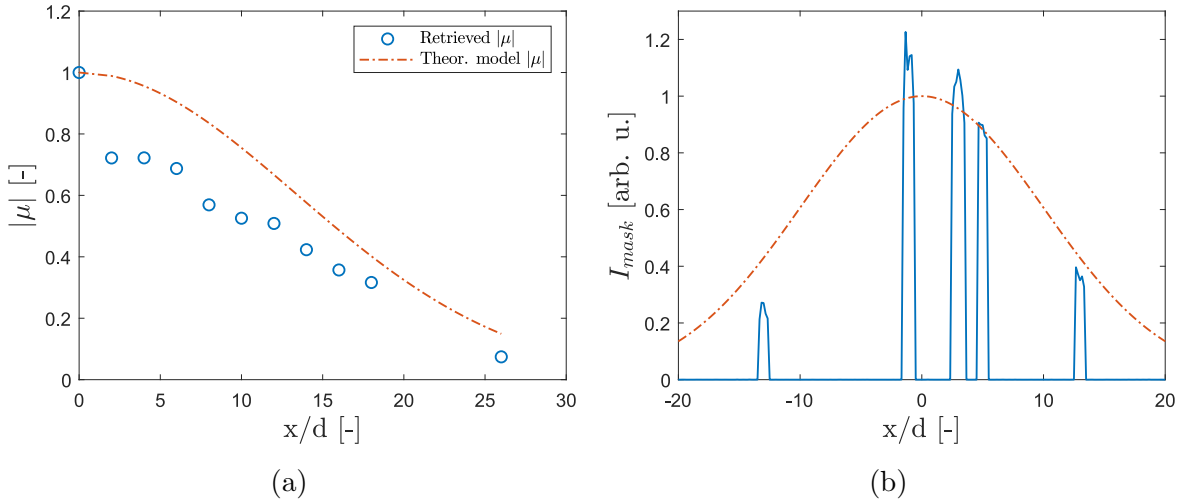 1.2
1
0.8
0.6
0.4
0.2
0
|μ| [-]
Retrieved |μ|
Theor. model |μ|
0 5 10 15 20 25 30
x/d [-]
(a)
1.2
1
0.8
0.6
0.4
0.2
0
I_mask [arb. u.]
-20 -10 0 10 20
x/d [-]
(b)